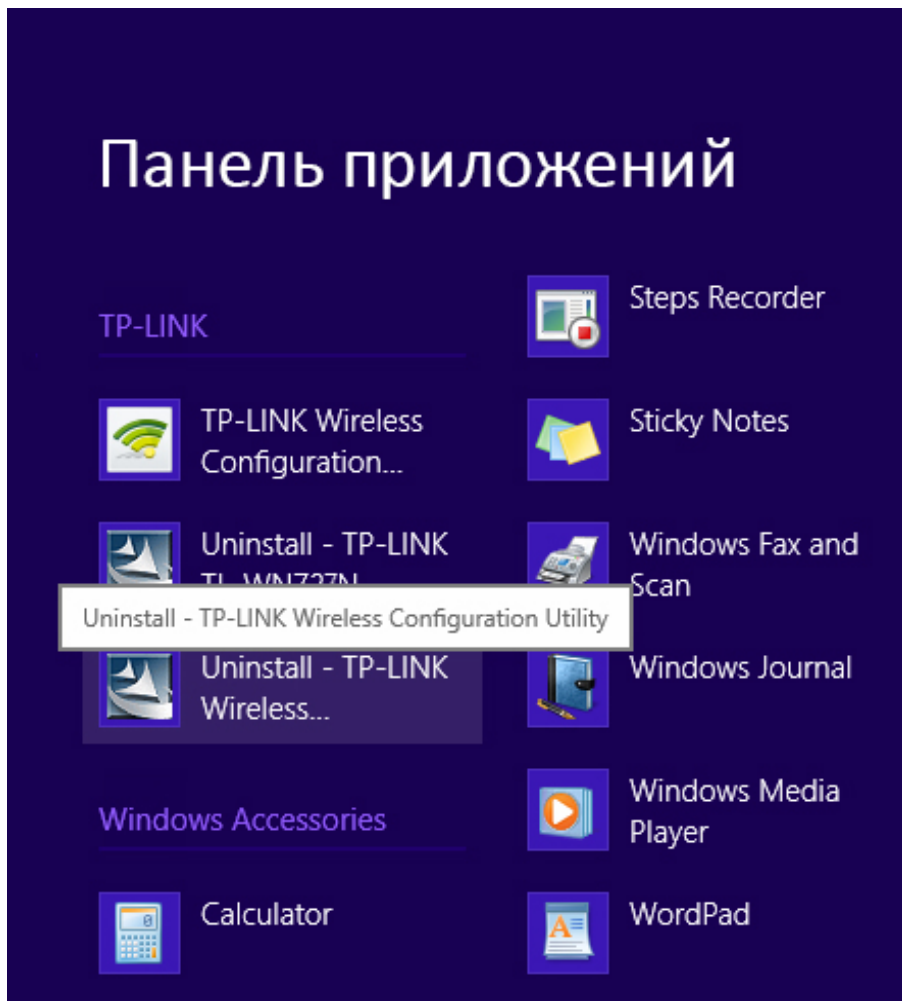 Панель приложений
TP-LINK
TP-LINK Wireless
Configuration...
Uninstall - TP-LINK
TL-WN727N
Uninstall - TP-LINK Wireless Configuration Utility
Uninstall - TP-LINK
Wireless...
Windows Accessories
Calculator
Steps Recorder
Sticky Notes
Windows Fax and
Scan
Windows Journal
Windows Media
Player
WordPad